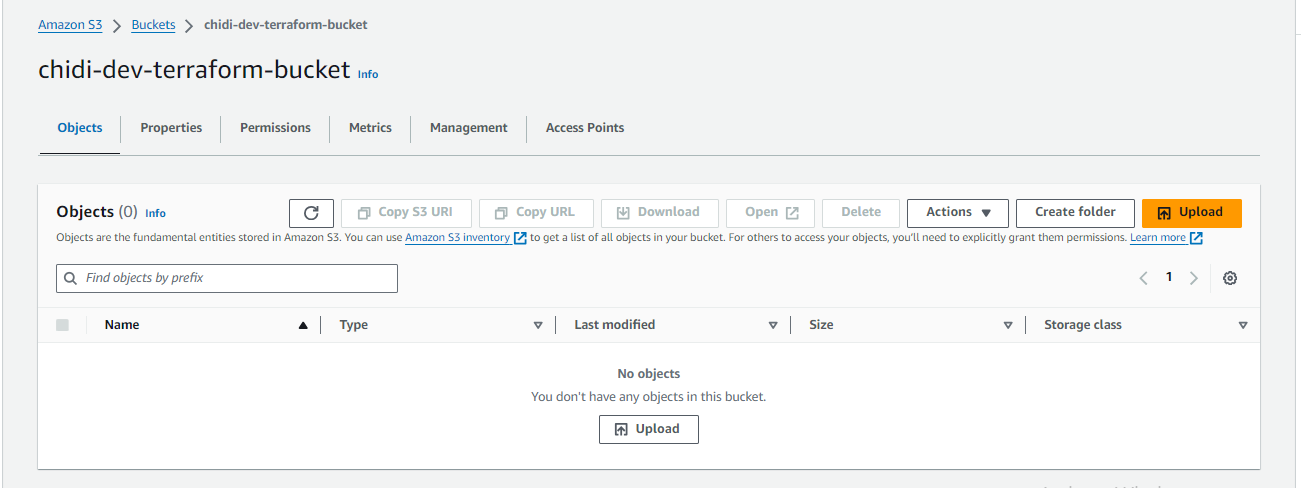 Amazon S3 > Buckets > chidi-dev-terraform-bucket
chidi-dev-terraform-bucket Info
Objects Properties Permissions Metrics Management Access Points
Objects (0) Info Copy S3 URI Copy URL Download Open Delete Actions Create folder Upload
Objects are the fundamental entities stored in Amazon S3. You can use Amazon S3 inventory to get a list of all objects in your bucket. For others to access your objects, you'll need to explicitly grant them permissions. Learn more
Find objects by prefix 1
Name Type Last modified Size Storage class
No objects
You don't have any objects in this bucket.
Upload